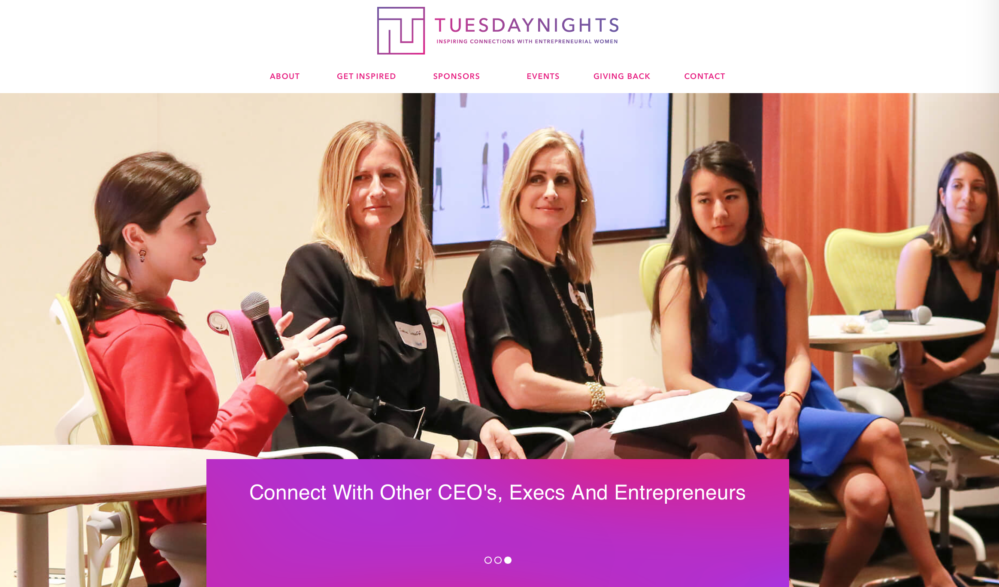 TUESDAYNIGHTS
INSPIRING CONNECTIONS WITH ENTREPRENEURIAL WOMEN
ABOUT GET INSPIRED SPONSORS EVENTS GIVING BACK CONTACT
Connect With Other CEO's, Execs And Entrepreneurs